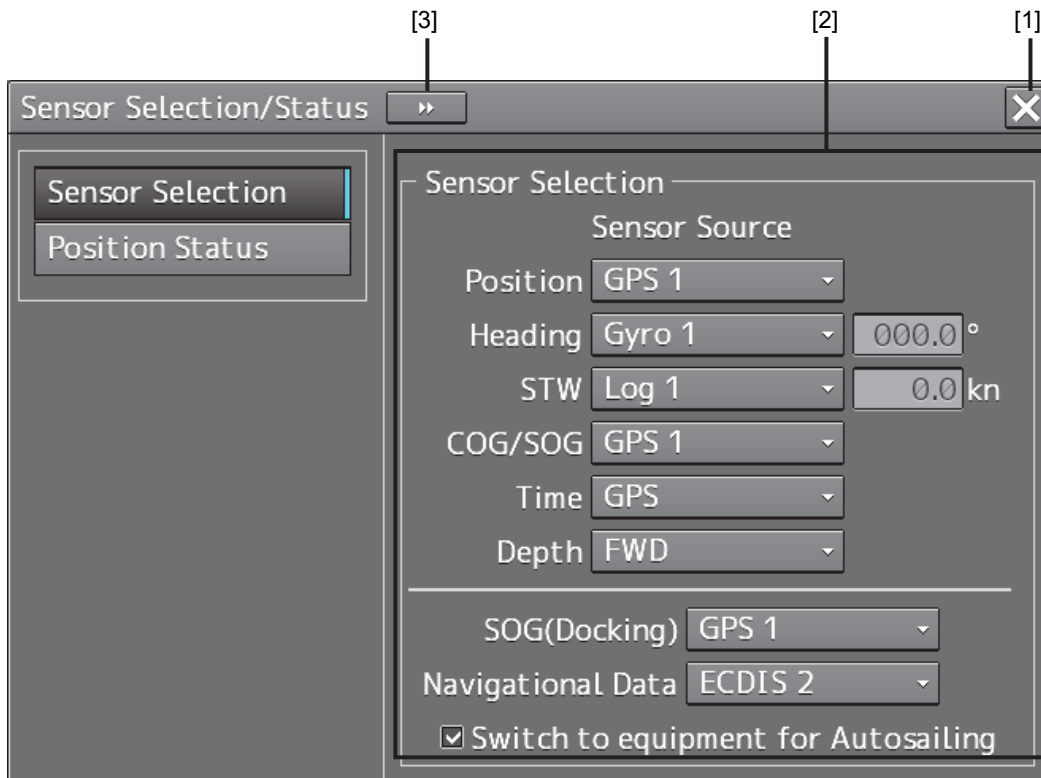 [3] [2] [1]
Sensor Selection/Status
Sensor Selection
Position Status
Sensor Selection
Sensor Source
Position GPS 1
Heading Gyro 1 000.0 °
STW Log 1 0.0 kn
COG/SOG GPS 1
Time GPS
Depth FWD
SOG(Docking) GPS 1
Navigational Data ECDIS 2
Switch to equipment for Autosailing